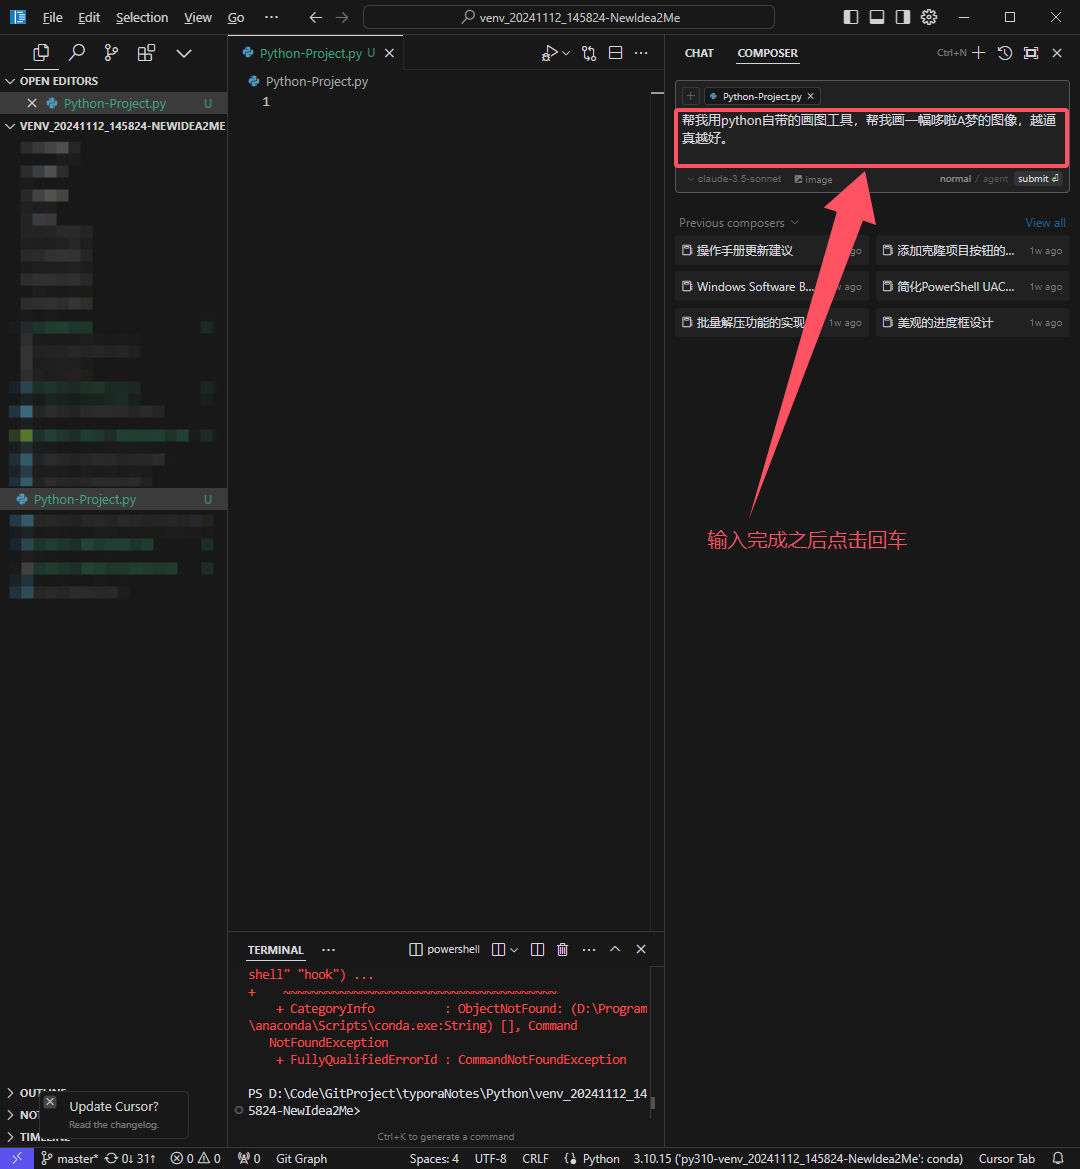 File Edit Selection View Go ··· venv_20241112_145824-NewIdea2Me
OPEN EDITORS
Python-Project.py U
VENV_20241112_145824-NEWIDEA2ME
Python-Project.py U
OUTLINE
TIMELINE
Update Cursor?
Read the changelog.
Python-Project.py U
Python-Project.py
1
TERMINAL ··· powershell
shell" "hook") ...
+    ~~~~~~~~~~~~~~~~~~~~~~~~~~~~~~~~~~~~~~~
+ CategoryInfo          : ObjectNotFound: (D:\Program
\anaconda\Scripts\conda.exe:String) [], Command
NotFoundException
+ FullyQualifiedErrorId : CommandNotFoundException
PS D:\Code\GitProject\typoraNotes\Python\venv_20241112_14
5824-NewIdea2Me>
Ctrl+K to generate a command
CHAT COMPOSER Ctrl+N
+ Python-Project.py
帮我用python自带的画图工具，帮我画一幅哆啦A梦的图像，越逼
真越好。
claude-3.5-sonnet image normal / agent submit
Previous composers View all
操作手册更新建议 添加克隆项目按钮的... 1w ago
Windows Software B... 简化PowerShell UAC... 1w ago
批量解压功能的实现 1w ago 美观的进度框设计 1w ago
输入完成之后点击回车
master* 0↓ 31↑ 0 0 0 Git Graph Spaces: 4 UTF-8 CRLF Python 3.10.15 ('py310-venv_20241112_145824-NewIdea2Me': conda) Cursor Tab